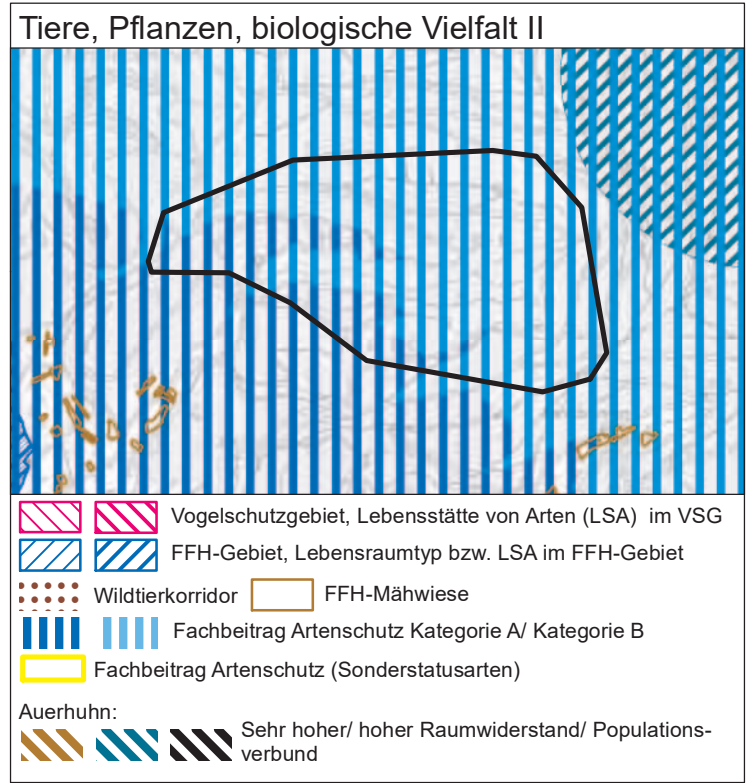 Tiere, Pflanzen, biologische Vielfalt II
Vogelschutzgebiet, Lebensstätte von Arten (LSA) im VSG
FFH-Gebiet, Lebensraumtyp bzw. LSA im FFH-Gebiet
Wildtierkorridor FFH-Mähwiese
Fachbeitrag Artenschutz Kategorie A/ Kategorie B
Fachbeitrag Artenschutz (Sonderstatusarten)
Auerhuhn:
Sehr hoher/ hoher Raumwiderstand/ Populations-
verbund